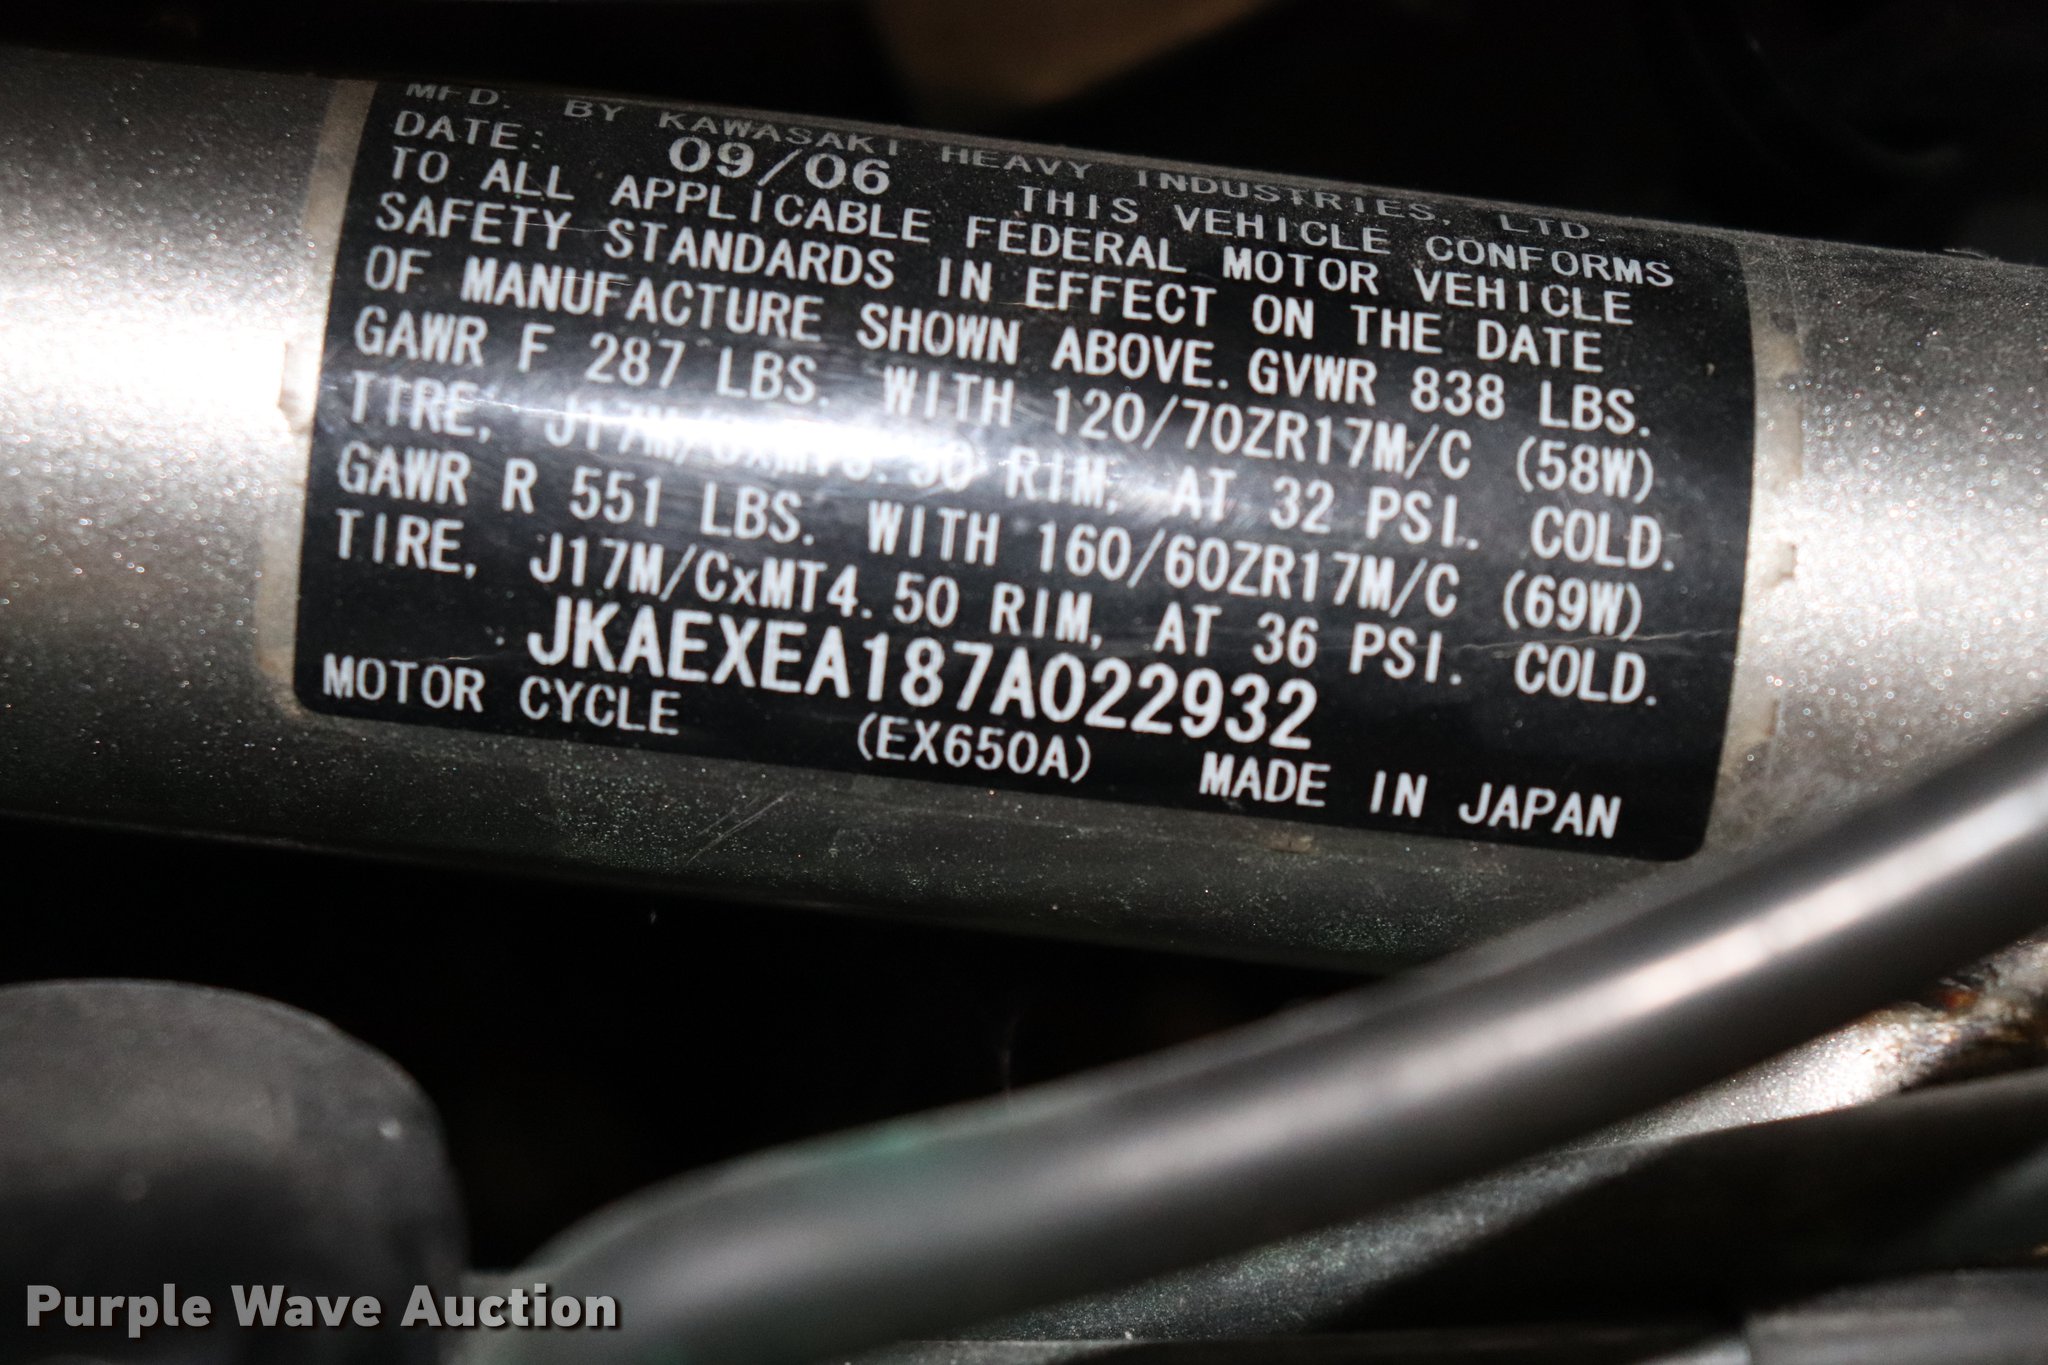 MFD. BY KAWASAKI HEAVY INDUSTRIES, LTD.
DATE: 09/06 THIS VEHICLE CONFORMS
TO ALL APPLICABLE FEDERAL MOTOR VEHICLE
SAFETY STANDARDS IN EFFECT ON THE DATE
OF MANUFACTURE SHOWN ABOVE. GVWR 838 LBS.
GAWR F 287 LBS. WITH 120/70ZR17M/C (58W)
TIRE, J17M/CxMT3.50 RIM, AT 32 PSI. COLD.
GAWR R 551 LBS. WITH 160/60ZR17M/C (69W)
TIRE, J17M/CxMT4.50 RIM, AT 36 PSI. COLD.
JKAEXEA187A022932
MOTOR CYCLE (EX650A) MADE IN JAPAN
Purple Wave Auction